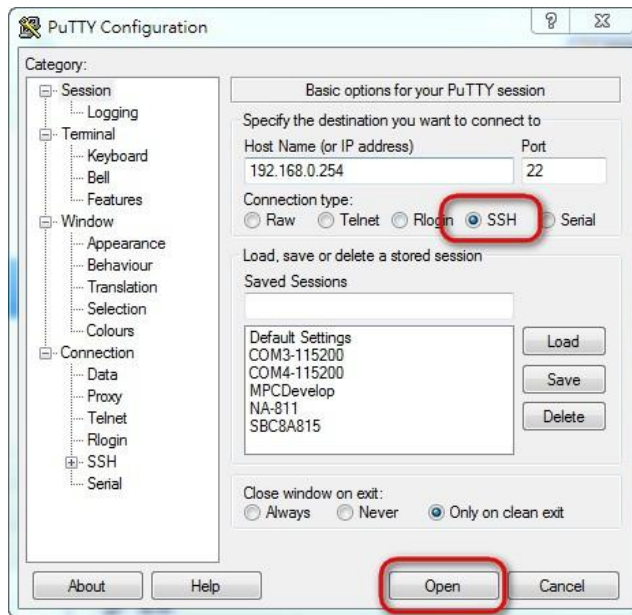 PuTTY Configuration
Category:
Session
Logging
Terminal
Keyboard
Bell
Features
Window
Appearance
Behaviour
Translation
Selection
Colours
Connection
Data
Proxy
Telnet
Rlogin
SSH
Serial
Basic options for your PuTTY session
Specify the destination you want to connect to
Host Name (or IP address) Port
192.168.0.254 22
Connection type:
Raw Telnet Rlogin SSH Serial
Load, save or delete a stored session
Saved Sessions
Default Settings
COM3-115200
COM4-115200
MPCDevelop
NA-811
SBC8A815
Load
Save
Delete
Close window on exit:
Always Never Only on clean exit
About Help Open Cancel